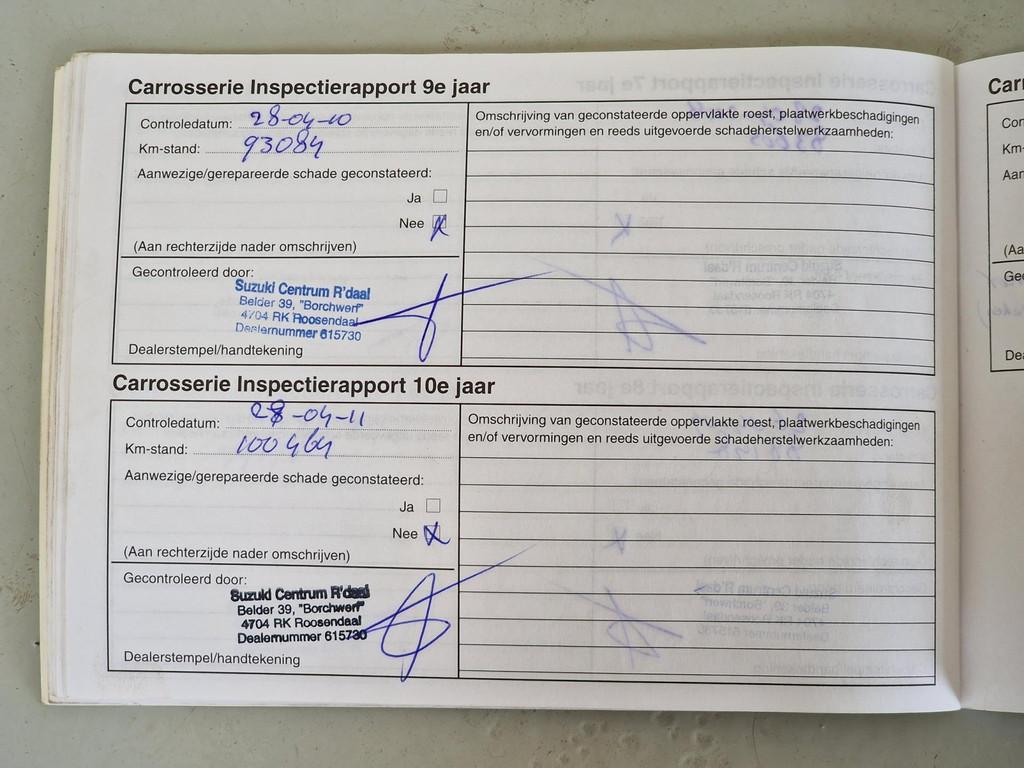 Carrosserie Inspectierapport 9e jaar
Controledatum: 28-04-10
Km-stand: 93084
Aanwezige/gerepareerde schade geconstateerd:
Ja
Nee
(Aan rechterzijde nader omschrijven)
Gecontroleerd door:
Suzuki Centrum R'daal
Belder 39, "Borchwerf"
4704 RK Roosendaal
Dealernummer 615730
Dealerstempel/handtekening
Omschrijving van geconstateerde oppervlakte roest, plaatwerkbeschadigingen
en/of vervormingen en reeds uitgevoerde schadeherstelwerkzaamheden:
Carrosserie Inspectierapport 10e jaar
Controledatum: 28-04-11
Km-stand: 100464
Aanwezige/gerepareerde schade geconstateerd:
Ja
Nee
(Aan rechterzijde nader omschrijven)
Gecontroleerd door:
Suzuki Centrum R'daal
Belder 39, "Borchwerf"
4704 RK Roosendaal
Dealernummer 615730
Dealerstempel/handtekening
Omschrijving van geconstateerde oppervlakte roest, plaatwerkbeschadigingen
en/of vervormingen en reeds uitgevoerde schadeherstelwerkzaamheden: